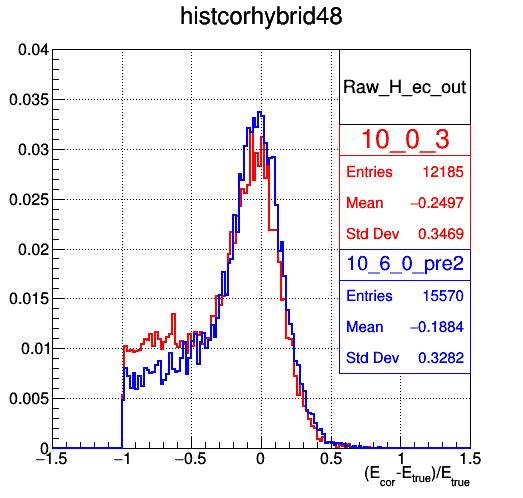 histcorhybrid48
0.04
0.035
0.03
0.025
0.02
0.015
0.01
0.005
0
−1.5 −1 −0.5 0 0.5 1 1.5
(E_cor-E_true)/E_true
Raw_H_ec_out
10_0_3
Entries 12185
Mean −0.2497
Std Dev 0.3469
10_6_0_pre2
Entries 15570
Mean −0.1884
Std Dev 0.3282